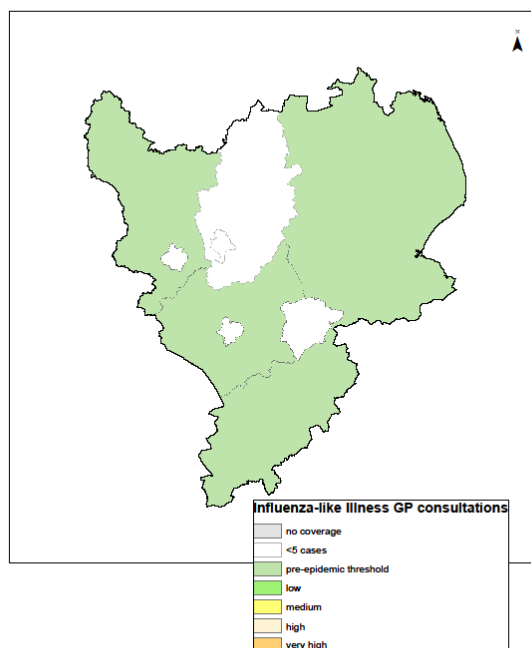 N
Influenza-like Illness GP consultations
no coverage
<5 cases
pre-epidemic threshold
low
medium
high
very high